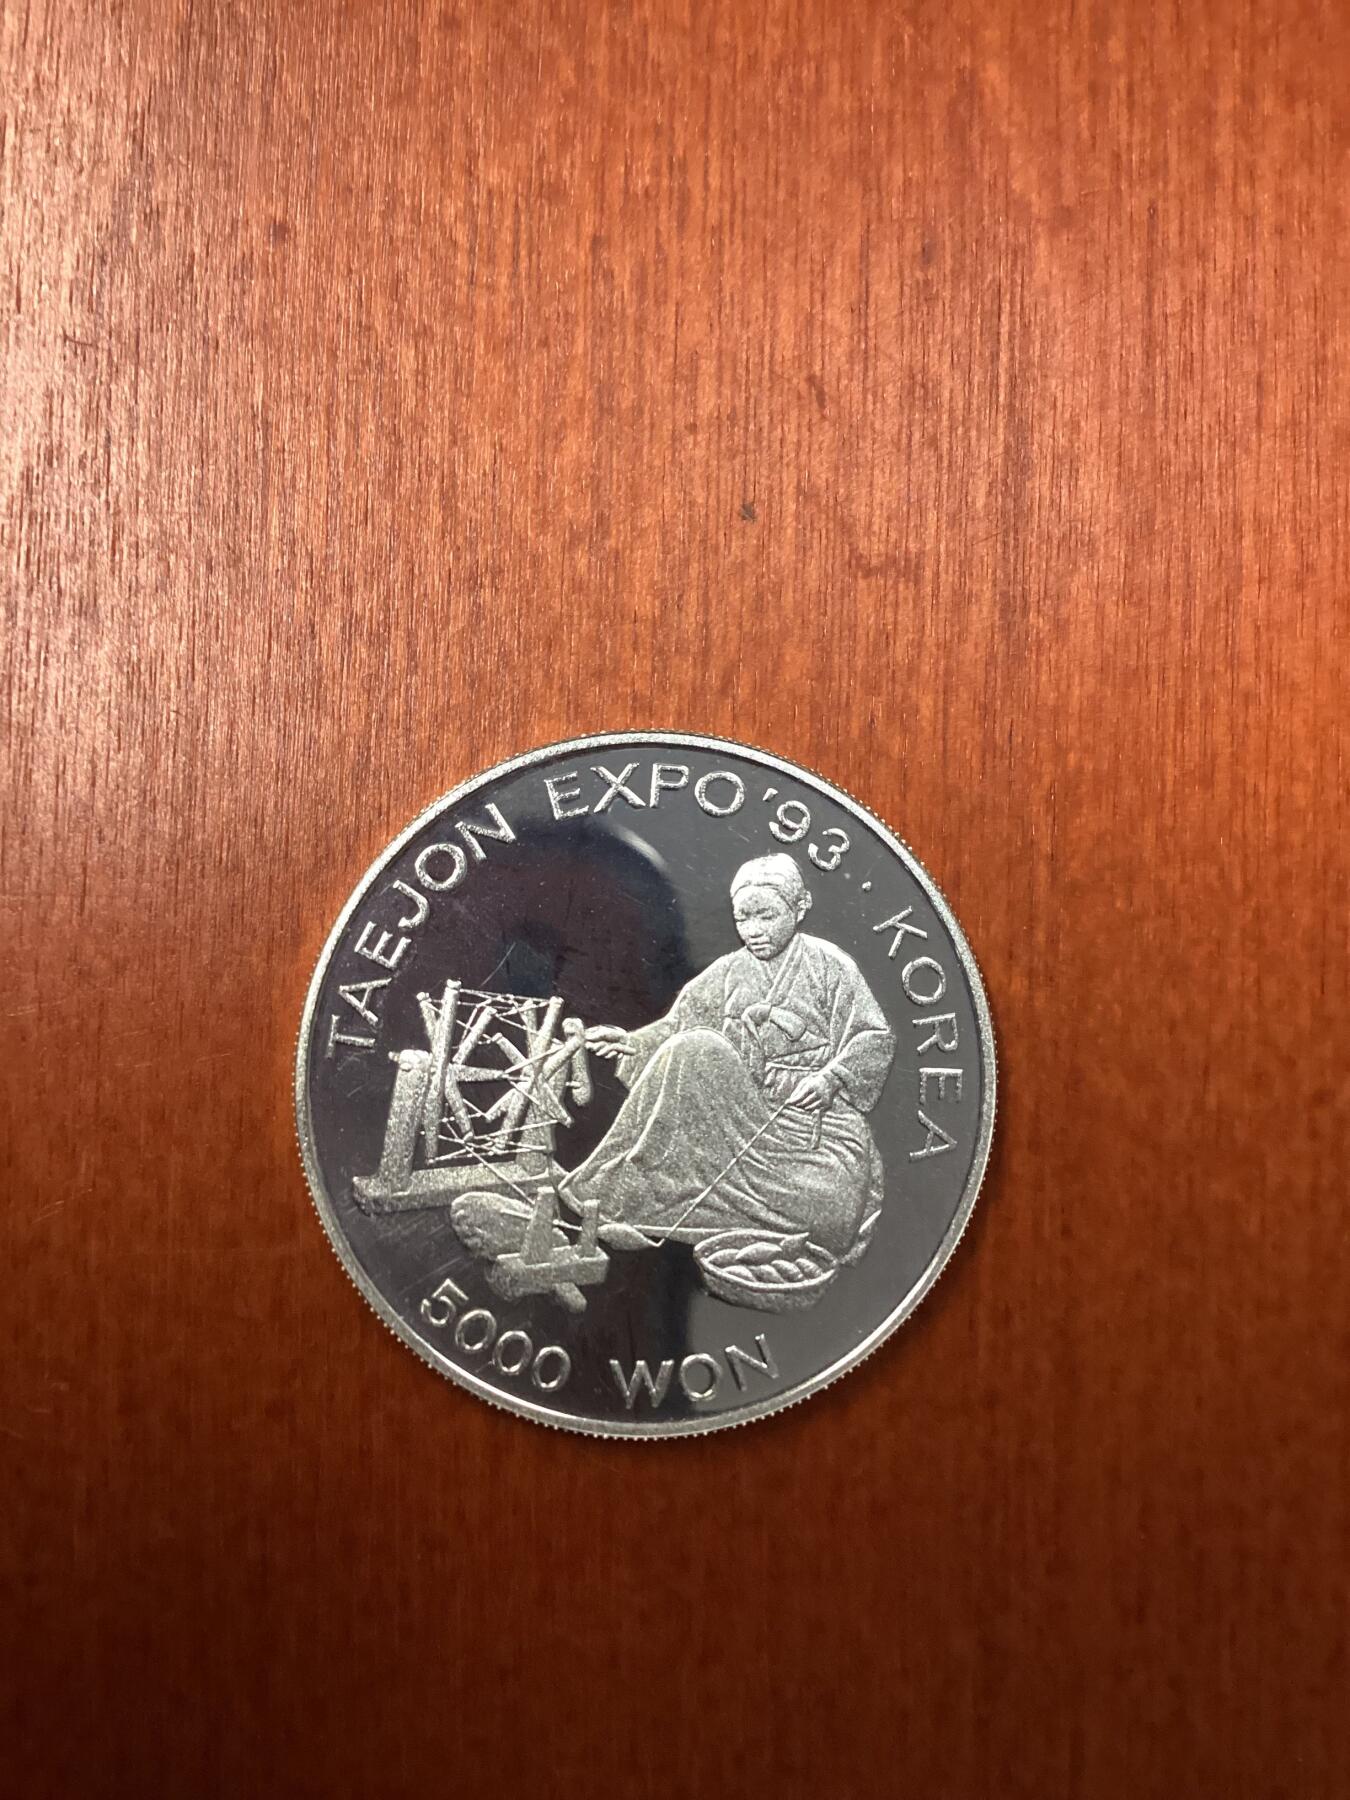 TAEJON EXPO '93 · KOREA
5000 WON